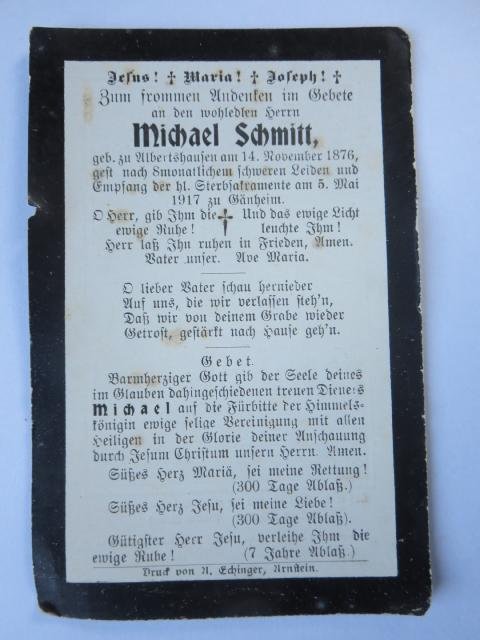 Jesus! ✝ Maria! ✝ Joseph! ✝
Zum frommen Andenken im Gebete
an den wohledlen Herrn
Michael Schmitt,
geb. zu Albertshausen am 14. November 1876,
gest nach 8monatlichem schweren Leiden und
Empfang der hl. Sterbsakramente am 5. Mai
1917 zu Gänheim.
O Herr, gib Ihm die ewige Ruhe! ✝ Und das ewige Licht leuchte Ihm!
Herr laß Ihn ruhen in Frieden, Amen.
Vater unser. Ave Maria.
O lieber Vater schau hernieder
Auf uns, die wir verlassen steh'n,
Daß wir von deinem Grabe wieder
Getrost, gestärkt nach Hause geh'n.
Gebet.
Barmherziger Gott gib der Seele deines
im Glauben dahingeschiedenen treuen Dieners
Michael auf die Fürbitte der Himmels-
königin ewige selige Vereinigung mit allen
Heiligen in der Glorie deiner Anschauung
durch Jesum Christum unsern Herrn. Amen.
Süßes Herz Mariä, sei meine Rettung!
(300 Tage Ablaß.)
Süßes Herz Jesu, sei meine Liebe!
(300 Tage Ablaß).
Gütigster Herr Jesu, verleihe Ihm die
ewige Ruhe! (7 Jahre Ablaß.)
Druck von A. Echinger, Arnstein.